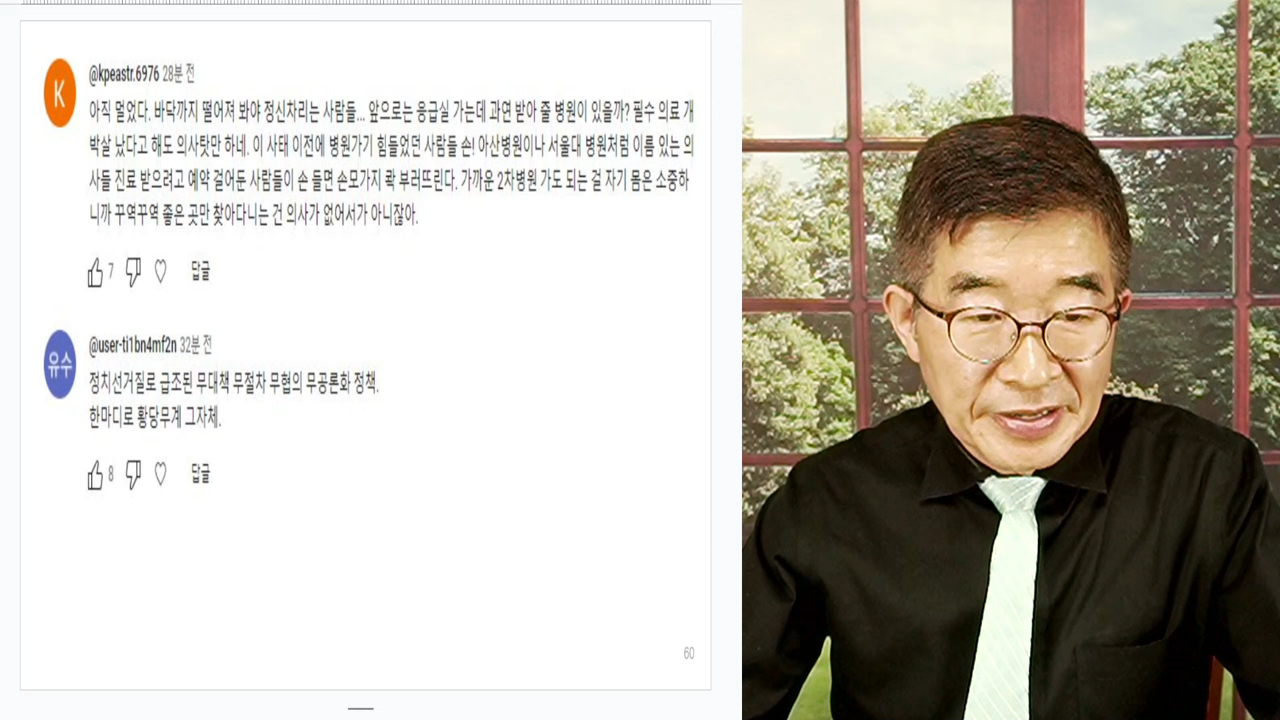 K
@kpeastr.6976 28분 전
아직 멀었다. 바닥까지 떨어져 봐야 정신차리는 사람들... 앞으로는 응급실 가는데 과연 받아 줄 병원이 있을까? 필수 의료 개
박살 났다고 해도 의사탓만 하네. 이 사태 이전에 병원가기 힘들었던 사람들 손! 아산병원이나 서울대 병원처럼 이름 있는 의
사들 진료 받으려고 예약 걸어둔 사람들이 손 들면 손모가지 콱 부러뜨린다. 가까운 2차병원 가도 되는 걸 자기 몸은 소중하
니까 꾸역꾸역 좋은 곳만 찾아다니는 건 의사가 없어서가 아니잖아.
7 답글
유수
@user-ti1bn4mf2n 32분 전
정치선거질로 급조된 무대책 무절차 무협의 무공론화 정책.
한마디로 황당무계 그자체.
8 답글
60